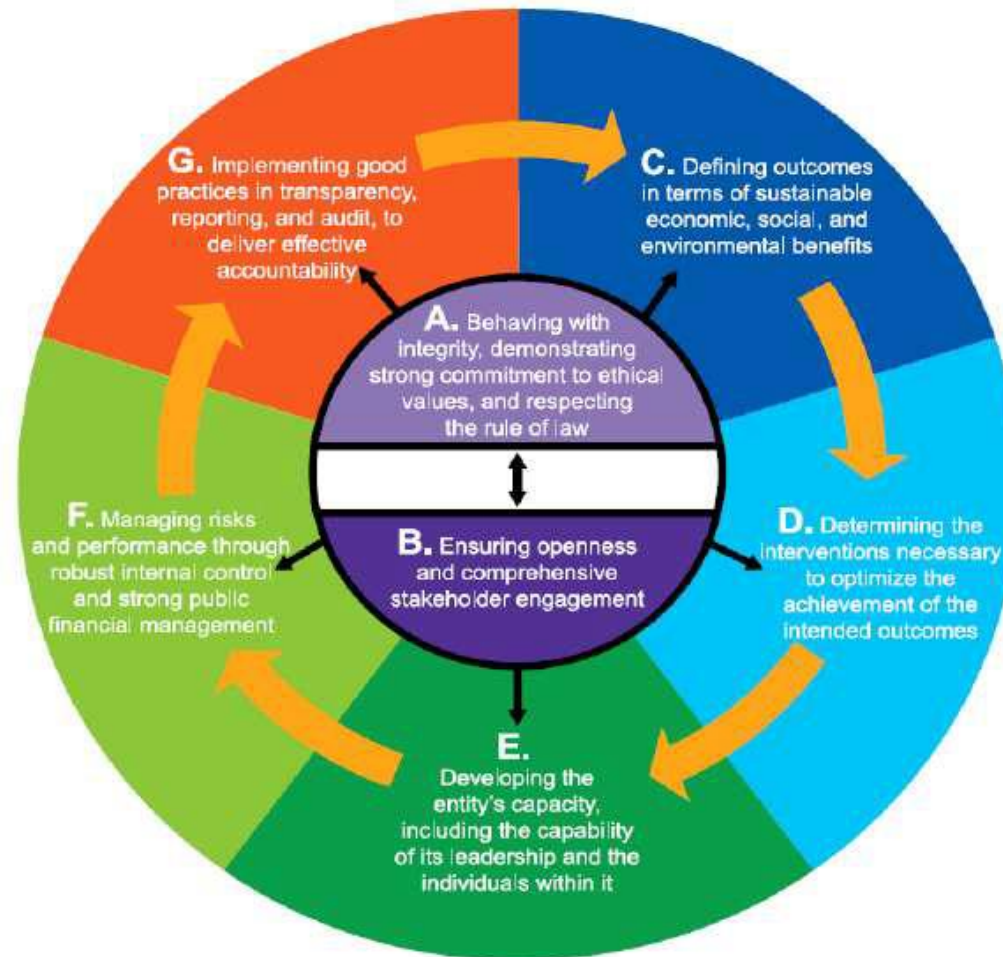 G. Implementing good
practices in transparency,
reporting, and audit, to
deliver effective
accountability
C. Defining outcomes
in terms of sustainable
economic, social, and
environmental benefits
A. Behaving with
integrity, demonstrating
strong commitment to ethical
values, and respecting
the rule of law
F. Managing risks
and performance through
robust internal control
and strong public
financial management
B. Ensuring openness
and comprehensive
stakeholder engagement
D. Determining the
interventions necessary
to optimize the
achievement of the
intended outcomes
E.
Developing the
entity's capacity,
including the capability
of its leadership and the
individuals within it